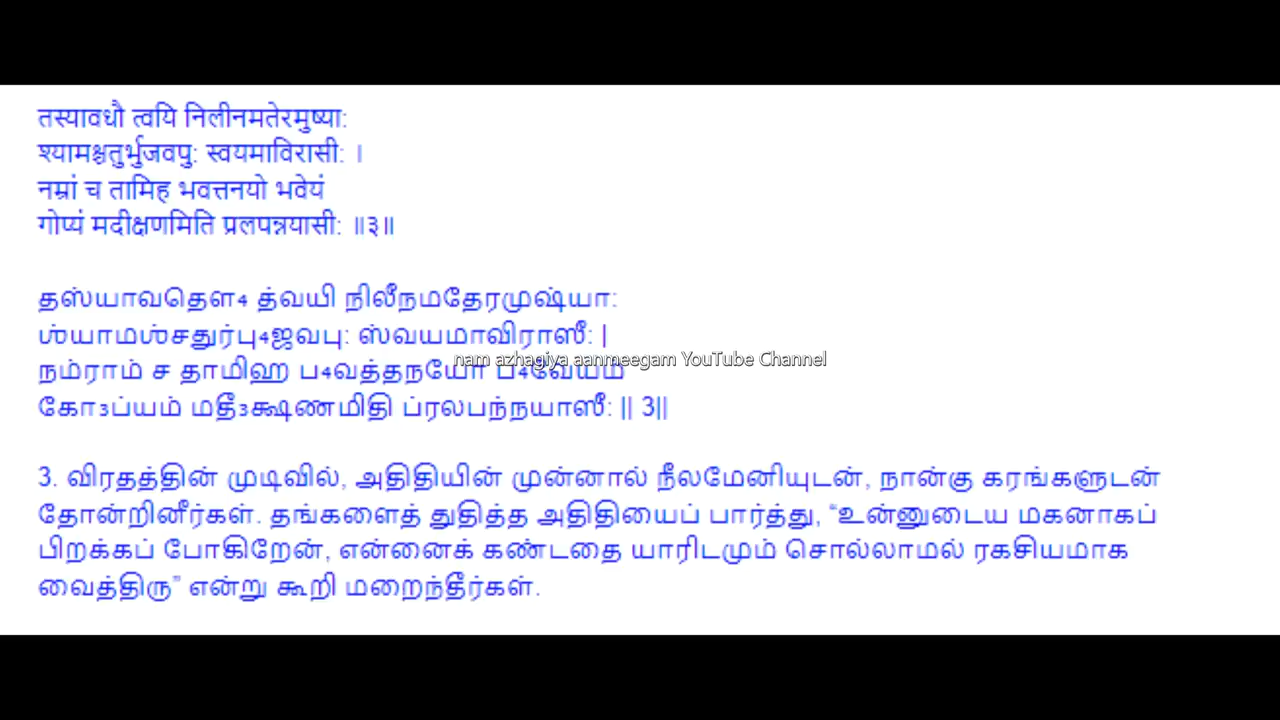 तस्यावधौ त्वयि निलीनमतेरमुष्या:
श्यामश्चतुर्भुजवपु: स्वयमाविरासी: ।
नम्रां च तामिह भवत्तनयो भवेयं
गोप्यं मदीक्षणमिति प्रलपन्नयासी: ॥३॥
தஸ்யாவதௌ₄ த்வயி நிலீநமதேரமுஷ்யா:
ஶ்யாமஶ்சதுர்பு₄ஜவபு: ஸ்வயமாவிராஸீ: |
nam azhagiya aanmeegam YouTube Channel
நம்ராம் ச தாமிஹ ப₄வத்தநயோ ப₄வேயம்
கோ₃ப்யம் மதீ₃க்ஷணமிதி ப்ரலபந்நயாஸீ: || 3||
3. விரதத்தின் முடிவில், அதிதியின் முன்னால் நீலமேனியுடன், நான்கு கரங்களுடன்
தோன்றினீர்கள். தங்களைத் துதித்த அதிதியைப் பார்த்து, “உன்னுடைய மகனாகப்
பிறக்கப் போகிறேன், என்னைக் கண்டதை யாரிடமும் சொல்லாமல் ரகசியமாக
வைத்திரு” என்று கூறி மறைந்தீர்கள்.